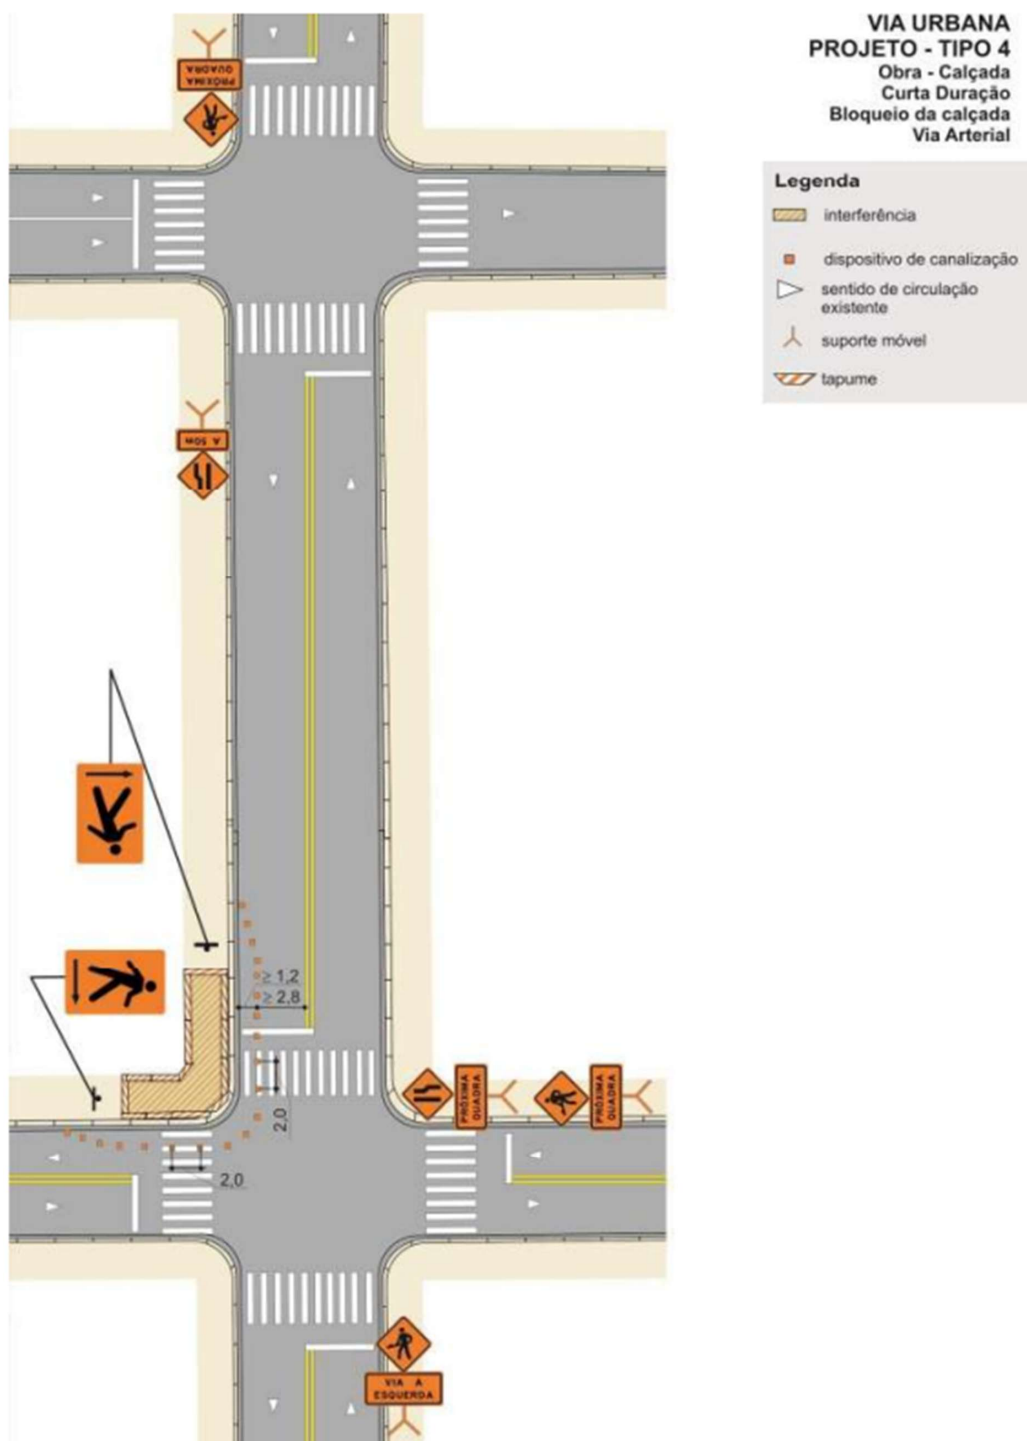 VIA URBANA
PROJETO - TIPO 4
Obra - Calçada
Curta Duração
Bloqueio da calçada
Via Arterial
Legenda
interferência
dispositivo de canalização
sentido de circulação
existente
suporte móvel
tapume
PRÓXIMA
QUADRA
A 50m
≥ 1,2
≥ 2,8
2,0
2,0
PRÓXIMA
QUADRA
PRÓXIMA
QUADRA
VIA A
ESQUERDA